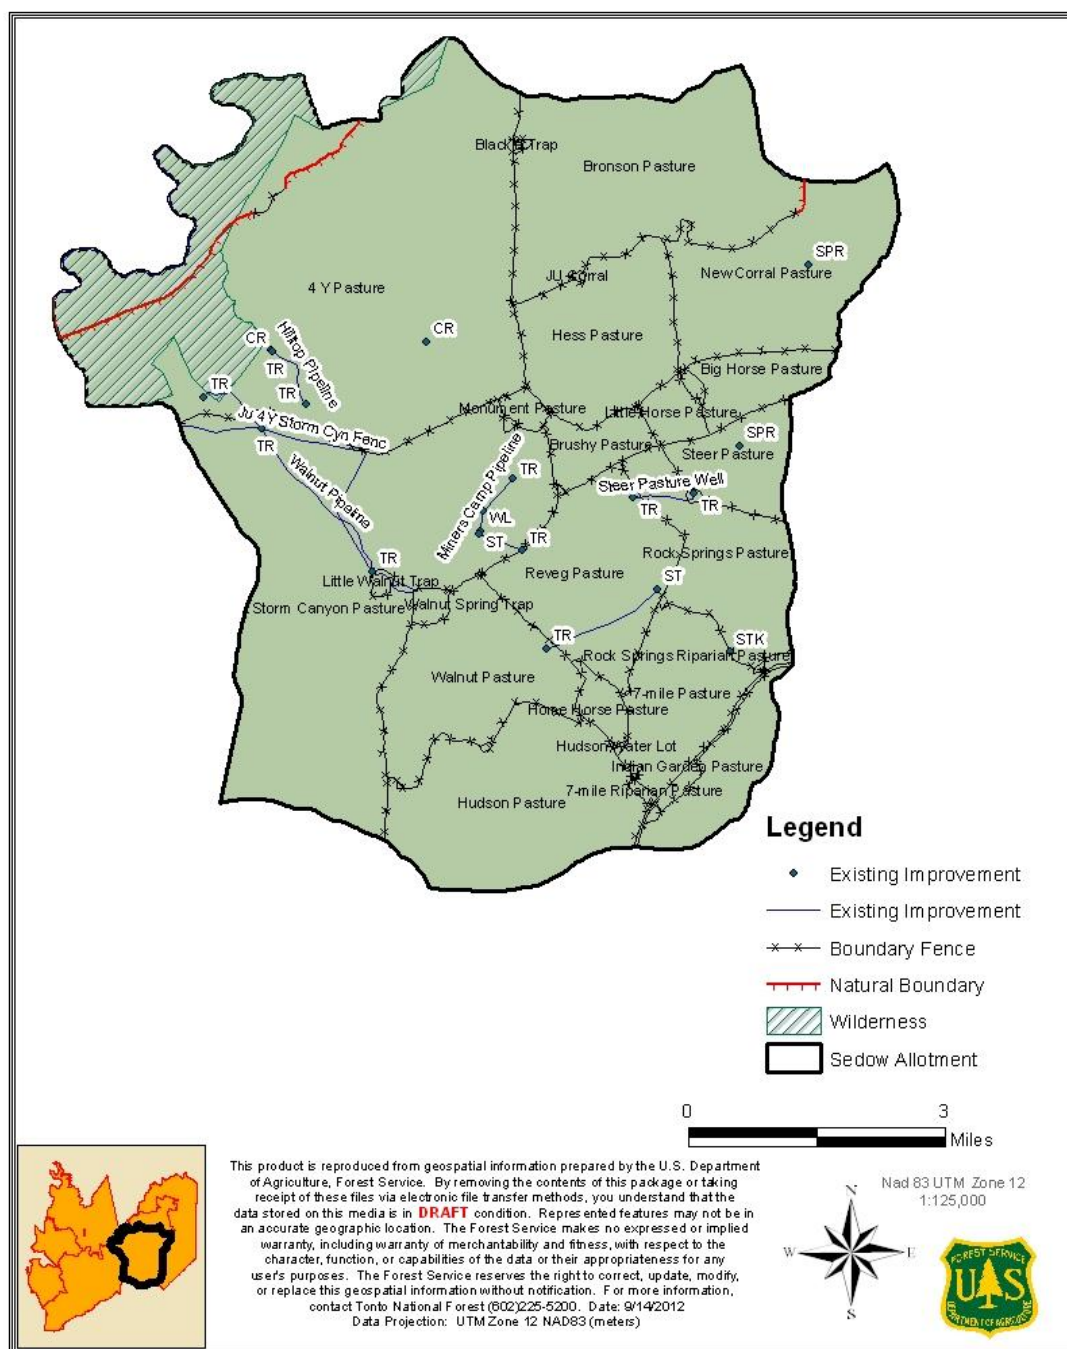 Black Trap
Bronson Pasture
SPR
JU Corral
New Corral Pasture
4 Y Pasture
CR
Hess Pasture
CR
Hilltop Pipeline
TR
Big Horse Pasture
TR
TR
Monument Pasture
Little Horse Pasture
Ju 4Y Storm Cyn Fenc
Brushy Pasture
SPR
TR
Steer Pasture
Walnut Pipeline
Miners Camp Pipeline
TR
Steer Pasture Well
TR
TR
WL
ST
TR
Rock Springs Pasture
TR
Reveg Pasture
ST
Little Walnut Trap
Storm Canyon Pasture
Walnut Spring Trap
TR
STK
Rock Springs Riparian Pasture
Walnut Pasture
7-mile Pasture
Horse Pasture
Hudson Water Lot
Indian Garden Pasture
7-mile Riparian Pasture
Hudson Pasture
Legend
Existing Improvement
Existing Improvement
Boundary Fence
Natural Boundary
Wilderness
Sedow Allotment
0 3
Miles
This product is reproduced from geospatial information prepared by the U.S. Department
of Agriculture, Forest Service. By removing the contents of this package or taking
receipt of these files via electronic file transfer methods, you understand that the
data stored on this media is in DRAFT condition. Represented features may not be in
an accurate geographic location. The Forest Service makes no expressed or implied
warranty, including warranty of merchantability and fitness, with respect to the
character, function, or capabilities of the data or their appropriateness for any
user's purposes. The Forest Service reserves the right to correct, update, modify,
or replace this geospatial information without notification. For more information,
contact Tonto National Forest (602)225-5200. Date: 9/14/2012
Data Projection: UTM Zone 12 NAD83 (meters)
Nad 83 UTM Zone 12
1:125,000
N
W E
S
FOREST SERVICE
US
DEPARTMENT OF AGRICULTURE